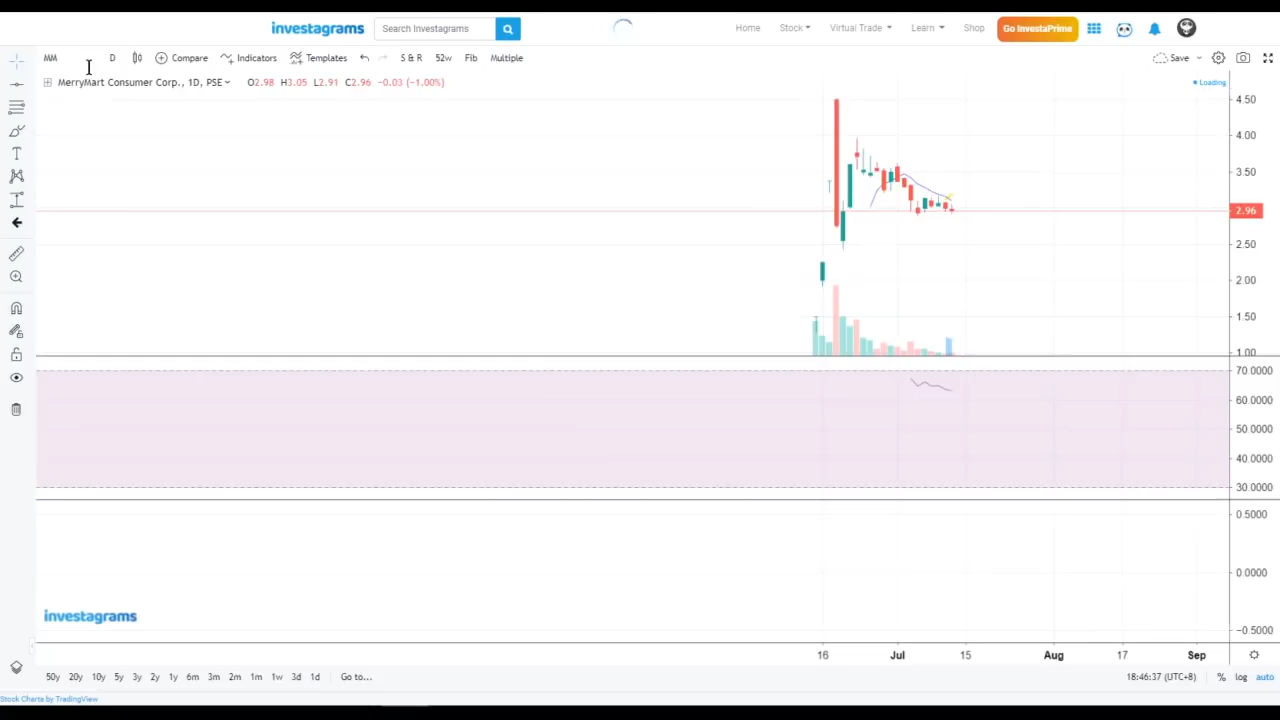 investagrams
Search Investagrams
Home
Stock
Virtual Trade
Learn
Shop
Go InvestaPrime
MM
D
Compare
Indicators
Templates
S & R
52w
Fib
Multiple
Save
MerryMart Consumer Corp., 1D, PSE
O2.98 H3.05 L2.91 C2.96 −0.03 (−1.00%)
Loading
4.50
4.00
3.50
2.96
2.50
2.00
1.50
1.00
70.0000
60.0000
50.0000
40.0000
30.0000
0.5000
0.0000
−0.5000
investagrams
16
Jul
15
Aug
17
Sep
50y 20y 10y 5y 3y 2y 1y 6m 3m 2m 1m 1w 3d 1d
Go to...
18:46:37 (UTC+8)
% log auto
Stock Charts by TradingView